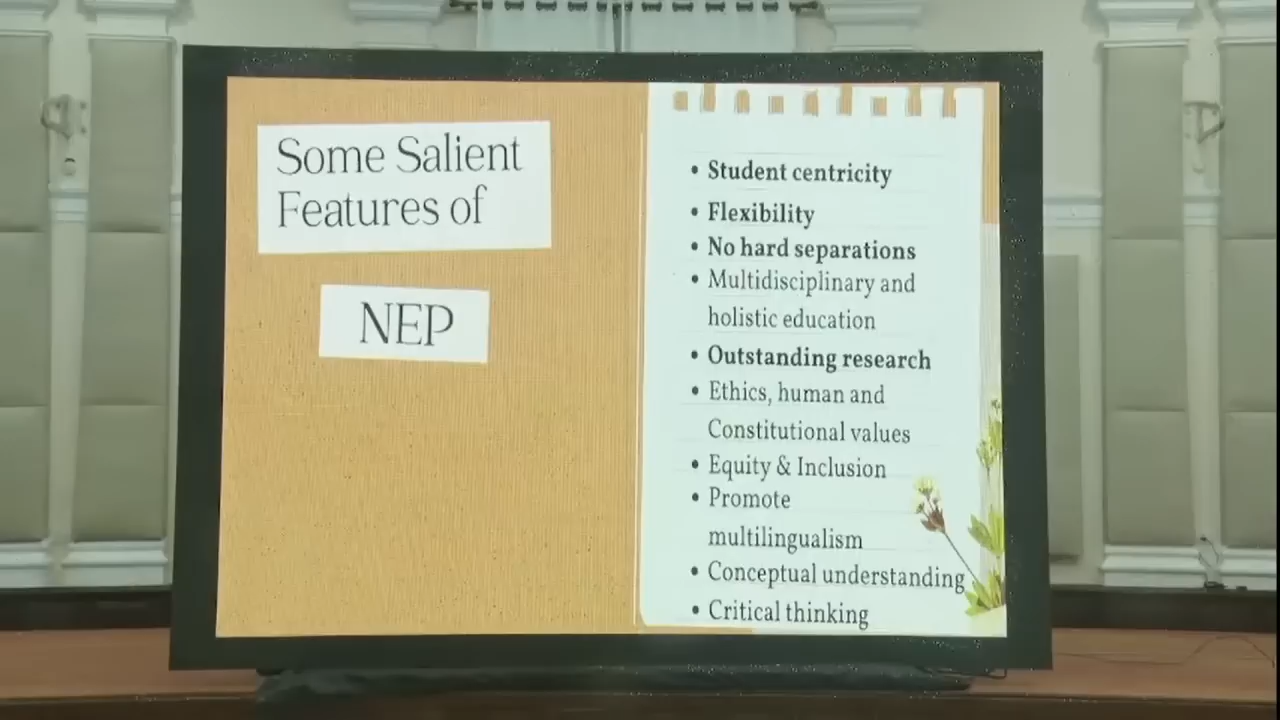 Some Salient
Features of
NEP
• Student centricity
• Flexibility
• No hard separations
• Multidisciplinary and
holistic education
• Outstanding research
• Ethics, human and
Constitutional values
• Equity & Inclusion
• Promote
multilingualism
• Conceptual understanding
• Critical thinking